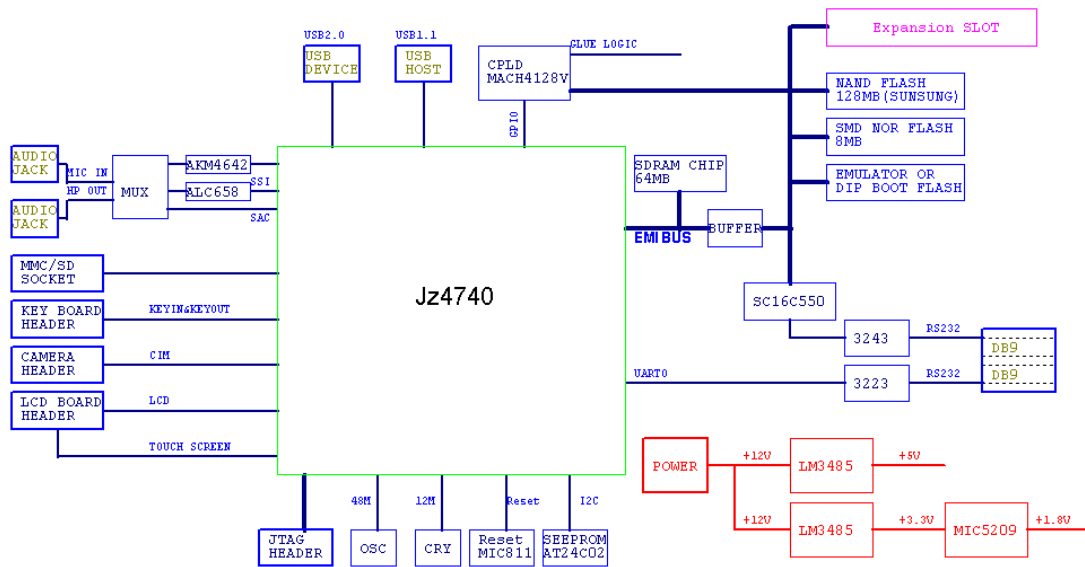 USB2.0
USB1.1
USB
DEVICE
USB
HOST
CPLD
MACH4128V
GLUE LOGIC
GPIO
Expansion SLOT
NAND FLASH
128MB(SUNSUNG)
SMD NOR FLASH
8MB
EMULATOR OR
DIP BOOT FLASH
AUDIO
JACK
MIC IN
HP OUT
AUDIO
JACK
MUX
AKM4642
SSI
ALC658
SAC
SDRAM CHIP
64MB
EMI BUS
BUFFER
MMC/SD
SOCKET
KEY BOARD
HEADER
KEYIN&KEYOUT
CAMERA
HEADER
CIM
LCD BOARD
HEADER
LCD
TOUCH SCREEN
Jz4740
SC16C550
3243
RS232
DB9
UART0
3223
RS232
DB9
POWER
+12V
LM3485
+5V
+12V
LM3485
+3.3V
MIC5209
+1.8V
48M
12M
Reset
I2C
JTAG
HEADER
OSC
CRY
Reset
MIC811
SEEPROM
AT24C02